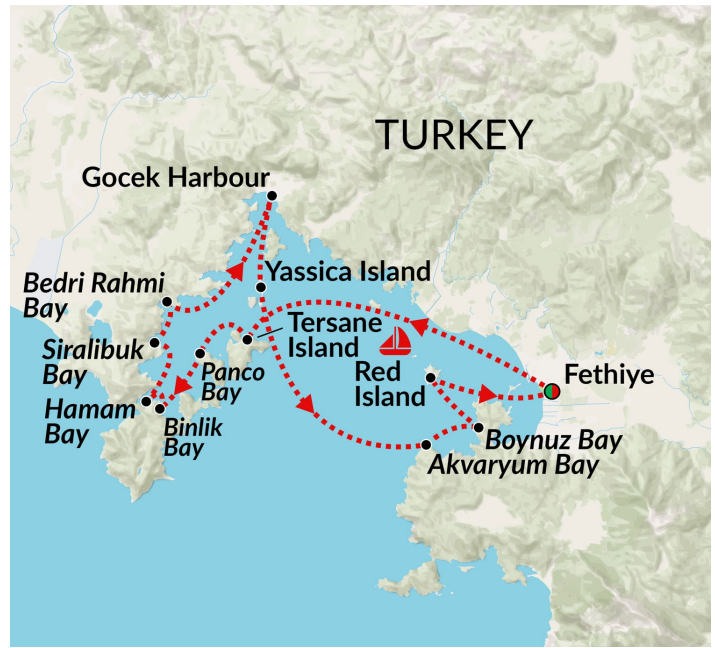 TURKEY
Gocek Harbour
Yassica Island
Bedri Rahmi
Bay
Tersane
Island
Siralibuk
Bay
Panco
Bay
Red
Island
Fethiye
Hamam
Bay
Binlik
Bay
Boynuz Bay
Akvaryum Bay